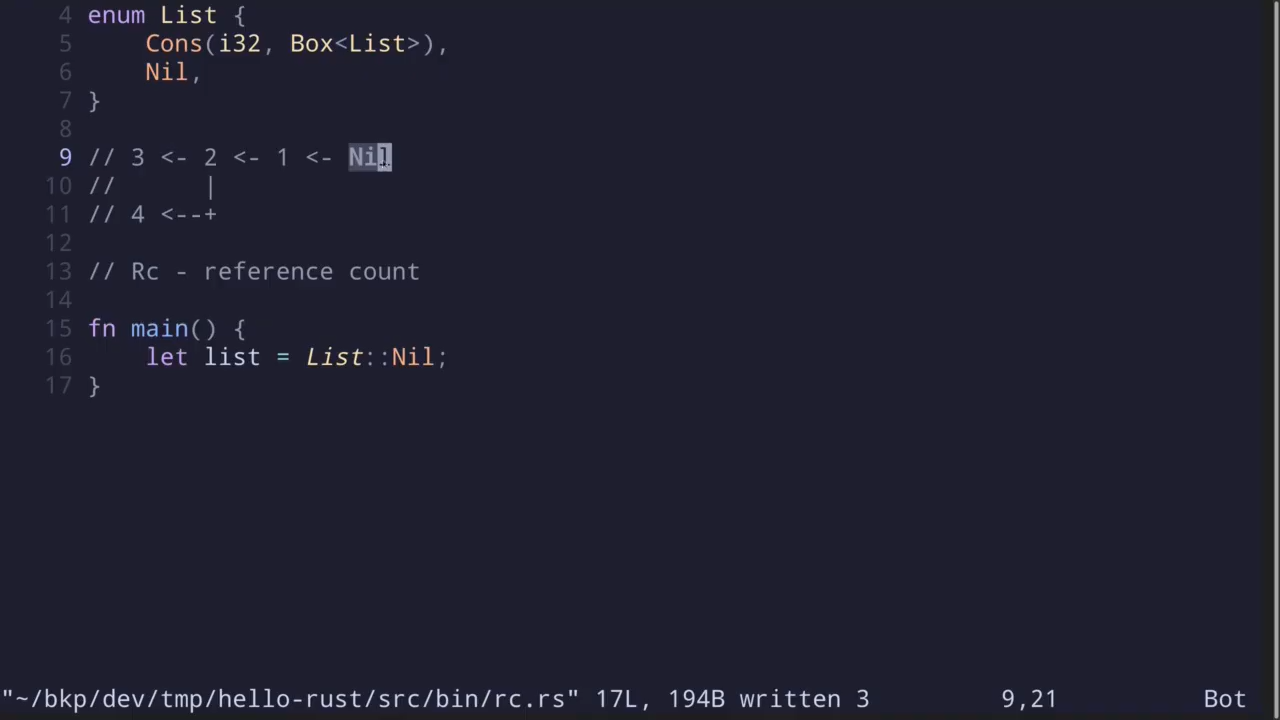 4 enum List {
5     Cons(i32, Box<List>),
6     Nil,
7 }
8
9 // 3 <- 2 <- 1 <- Nil
10 //      |
11 // 4 <--+
12
13 // Rc - reference count
14
15 fn main() {
16     let list = List::Nil;
17 }
"~/bkp/dev/tmp/hello-rust/src/bin/rc.rs" 17L, 194B written 3 9,21 Bot